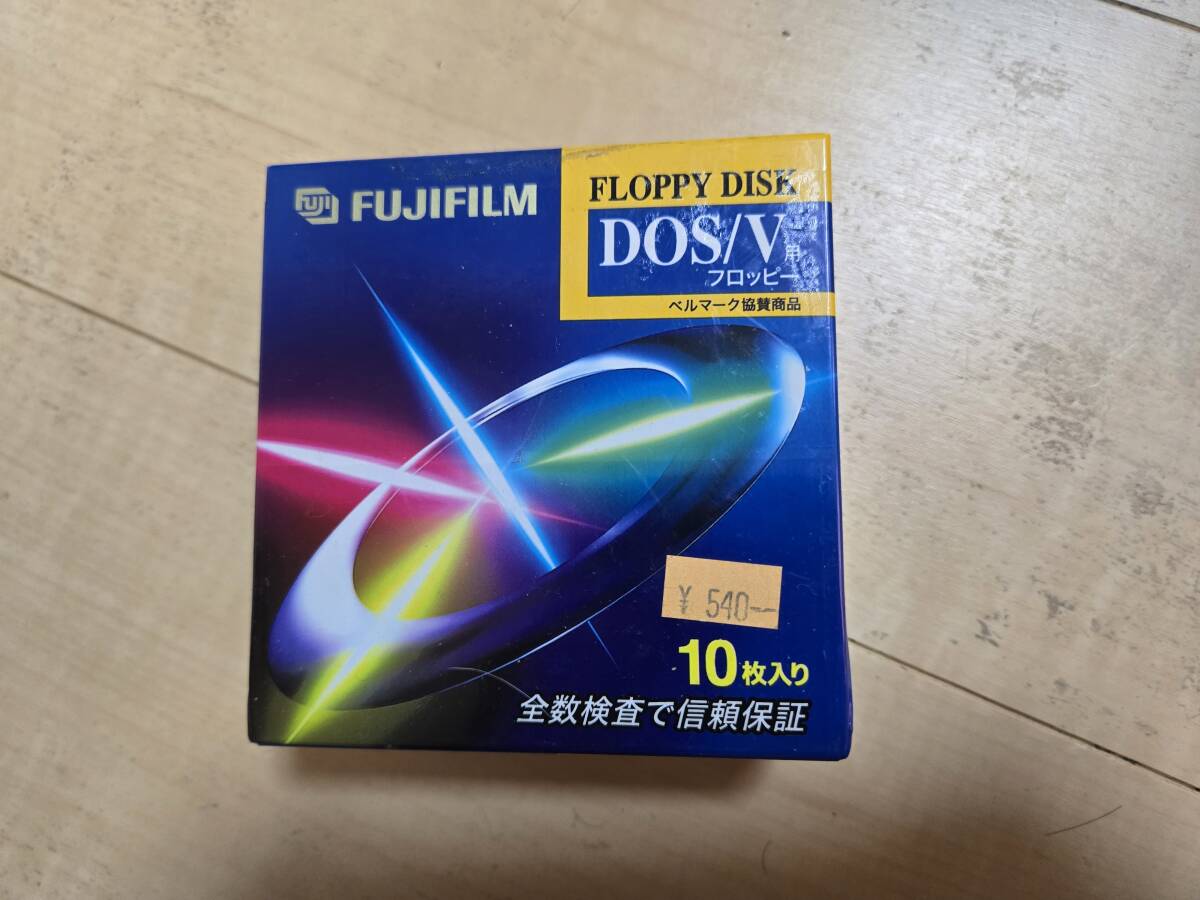 FUJI FUJIFILM
FLOPPY DISK
DOS/V用
フロッピー
ベルマーク協賛商品
¥ 540-
10枚入り
全数検査で信頼保証